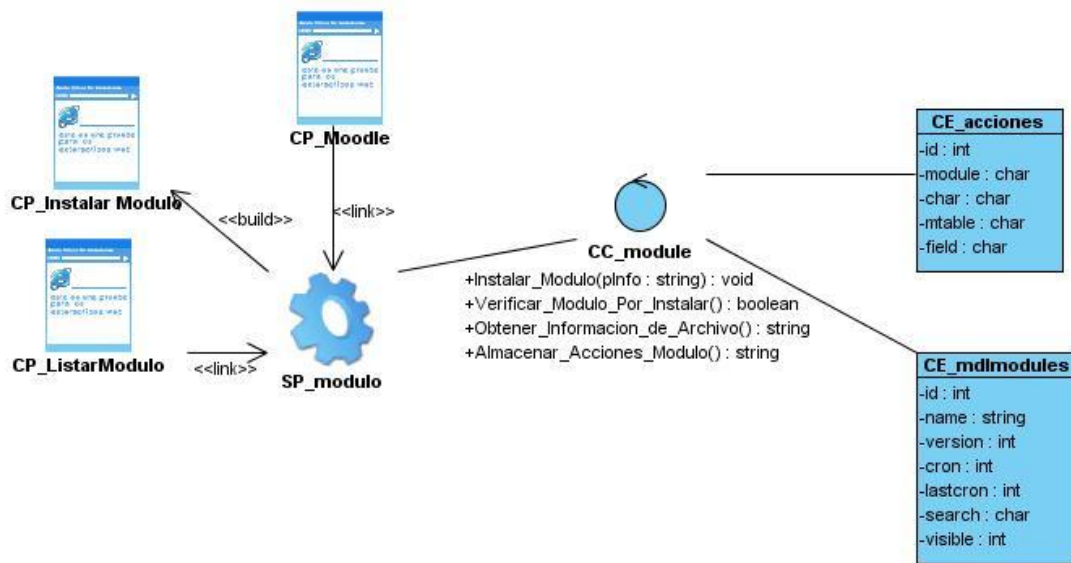 CP_Moodle
CP_Instalar Modulo
<<build>>
<<link>>
CP_ListarModulo
<<link>>
SP_modulo
CC_module
+Instalar_Modulo(pInfo : string) : void
+Verificar_Modulo_Por_Instalar() : boolean
+Obtener_Informacion_de_Archivo() : string
+Almacenar_Acciones_Modulo() : string
CE_acciones
-id : int
-module : char
-char : char
-mtable : char
-field : char
CE_mdlmodules
-id : int
-name : string
-version : int
-cron : int
-lastcron : int
-search : char
-visible : int